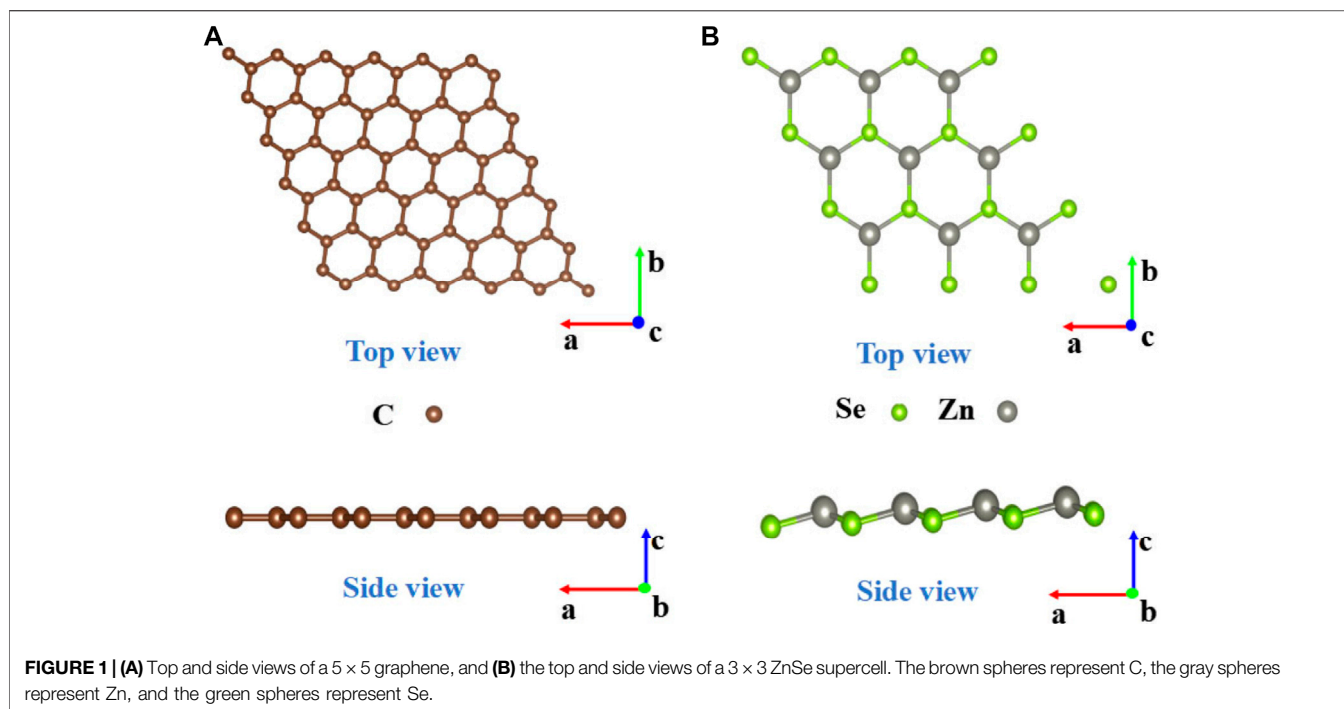 A
b
a
c
Top view
C
c
a
b
Side view
B
b
a
c
Top view
Se Zn
c
a
b
Side view
FIGURE 1 | (A) Top and side views of a 5 × 5 graphene, and (B) the top and side views of a 3 × 3 ZnSe supercell. The brown spheres represent C, the gray spheres
represent Zn, and the green spheres represent Se.